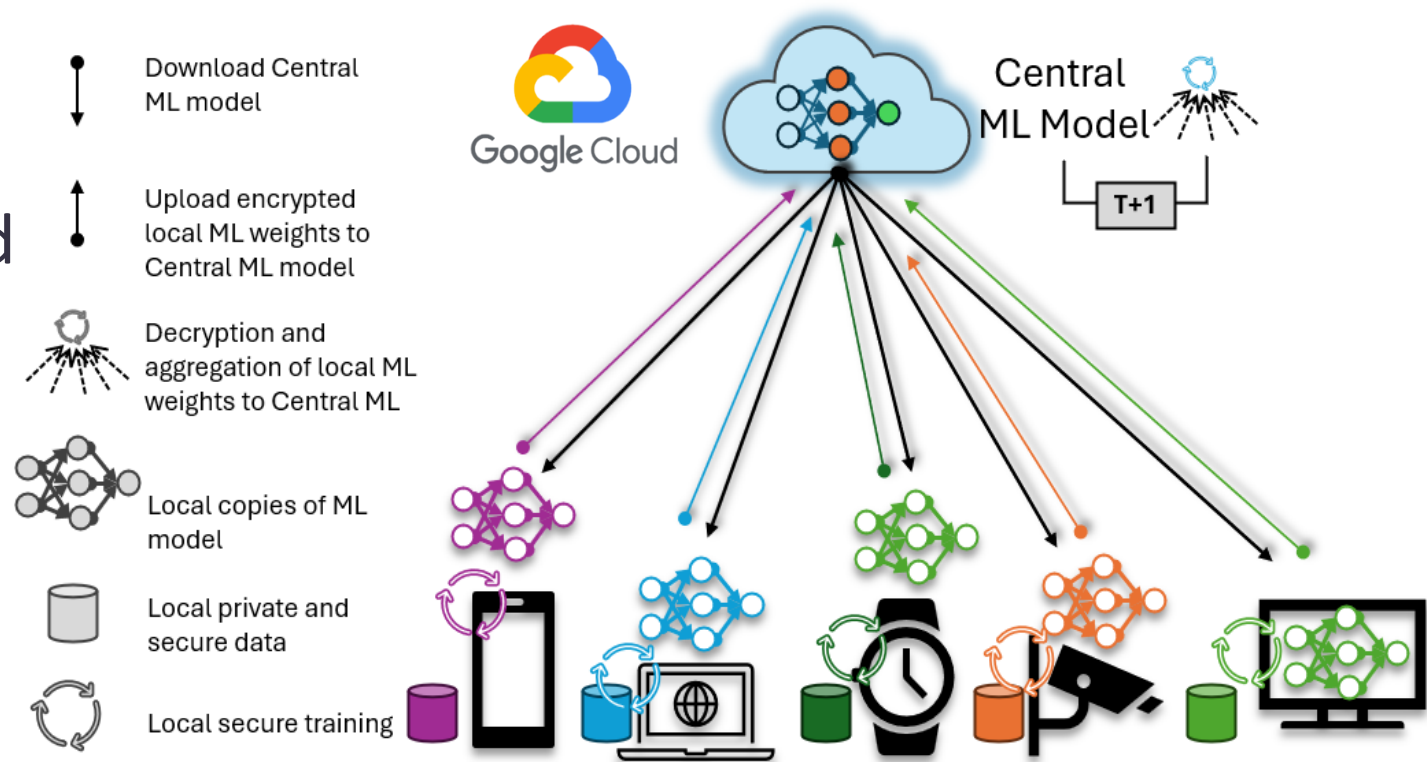 Download Central
ML model
Upload encrypted
local ML weights to
Central ML model
d
Decryption and
aggregation of local ML
weights to Central ML
Local copies of ML
model
Local private and
secure data
Local secure training
Google Cloud
Central
ML Model
T+1